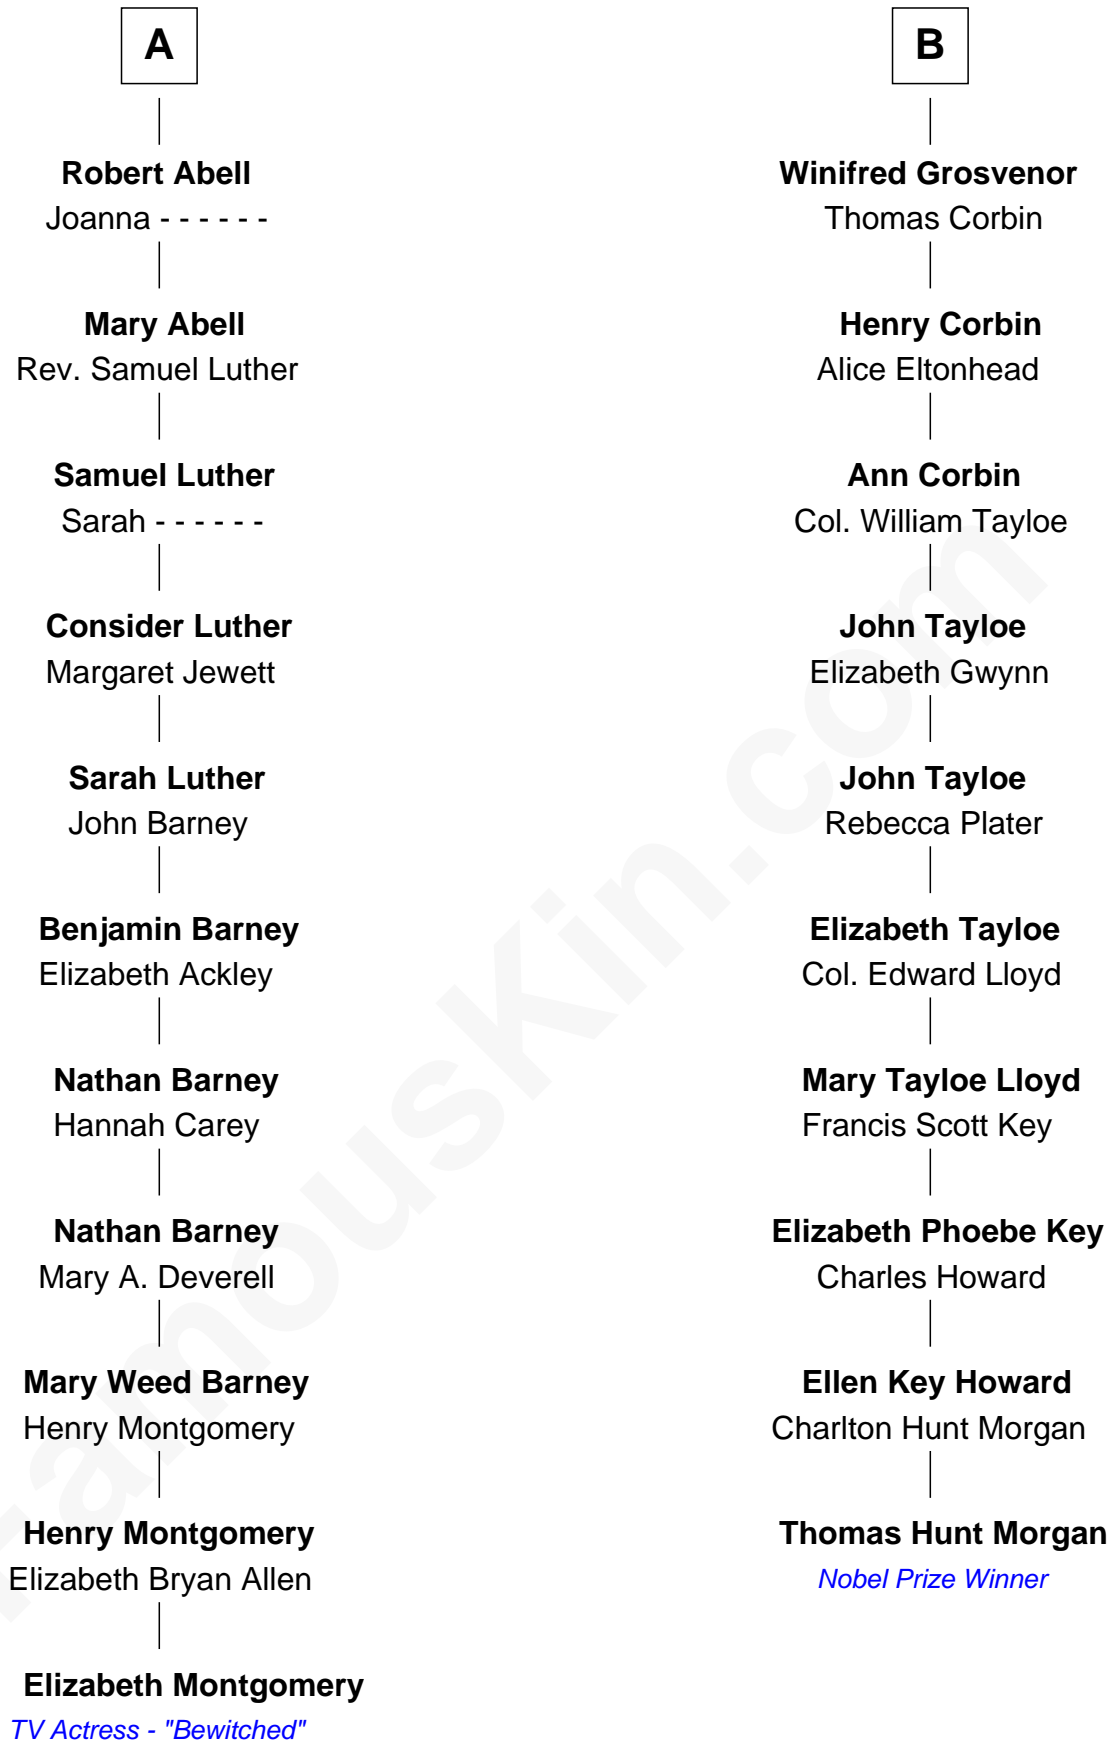 A
Robert Abell
Joanna - - - - - -
Mary Abell
Rev. Samuel Luther
Samuel Luther
Sarah - - - - - -
Consider Luther
Margaret Jewett
Sarah Luther
John Barney
Benjamin Barney
Elizabeth Ackley
Nathan Barney
Hannah Carey
Nathan Barney
Mary A. Deverell
Mary Weed Barney
Henry Montgomery
Henry Montgomery
Elizabeth Bryan Allen
Elizabeth Montgomery
TV Actress - "Bewitched"
B
Winifred Grosvenor
Thomas Corbin
Henry Corbin
Alice Eltonhead
Ann Corbin
Col. William Tayloe
John Tayloe
Elizabeth Gwynn
John Tayloe
Rebecca Plater
Elizabeth Tayloe
Col. Edward Lloyd
Mary Tayloe Lloyd
Francis Scott Key
Elizabeth Phoebe Key
Charles Howard
Ellen Key Howard
Charlton Hunt Morgan
Thomas Hunt Morgan
Nobel Prize Winner
FamousKin.com